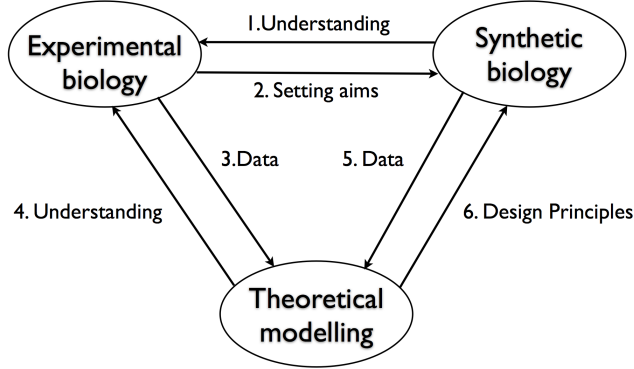 1.Understanding
Experimental
biology
Synthetic
biology
2. Setting aims
3.Data
5. Data
4. Understanding
6. Design Principles
Theoretical
modelling